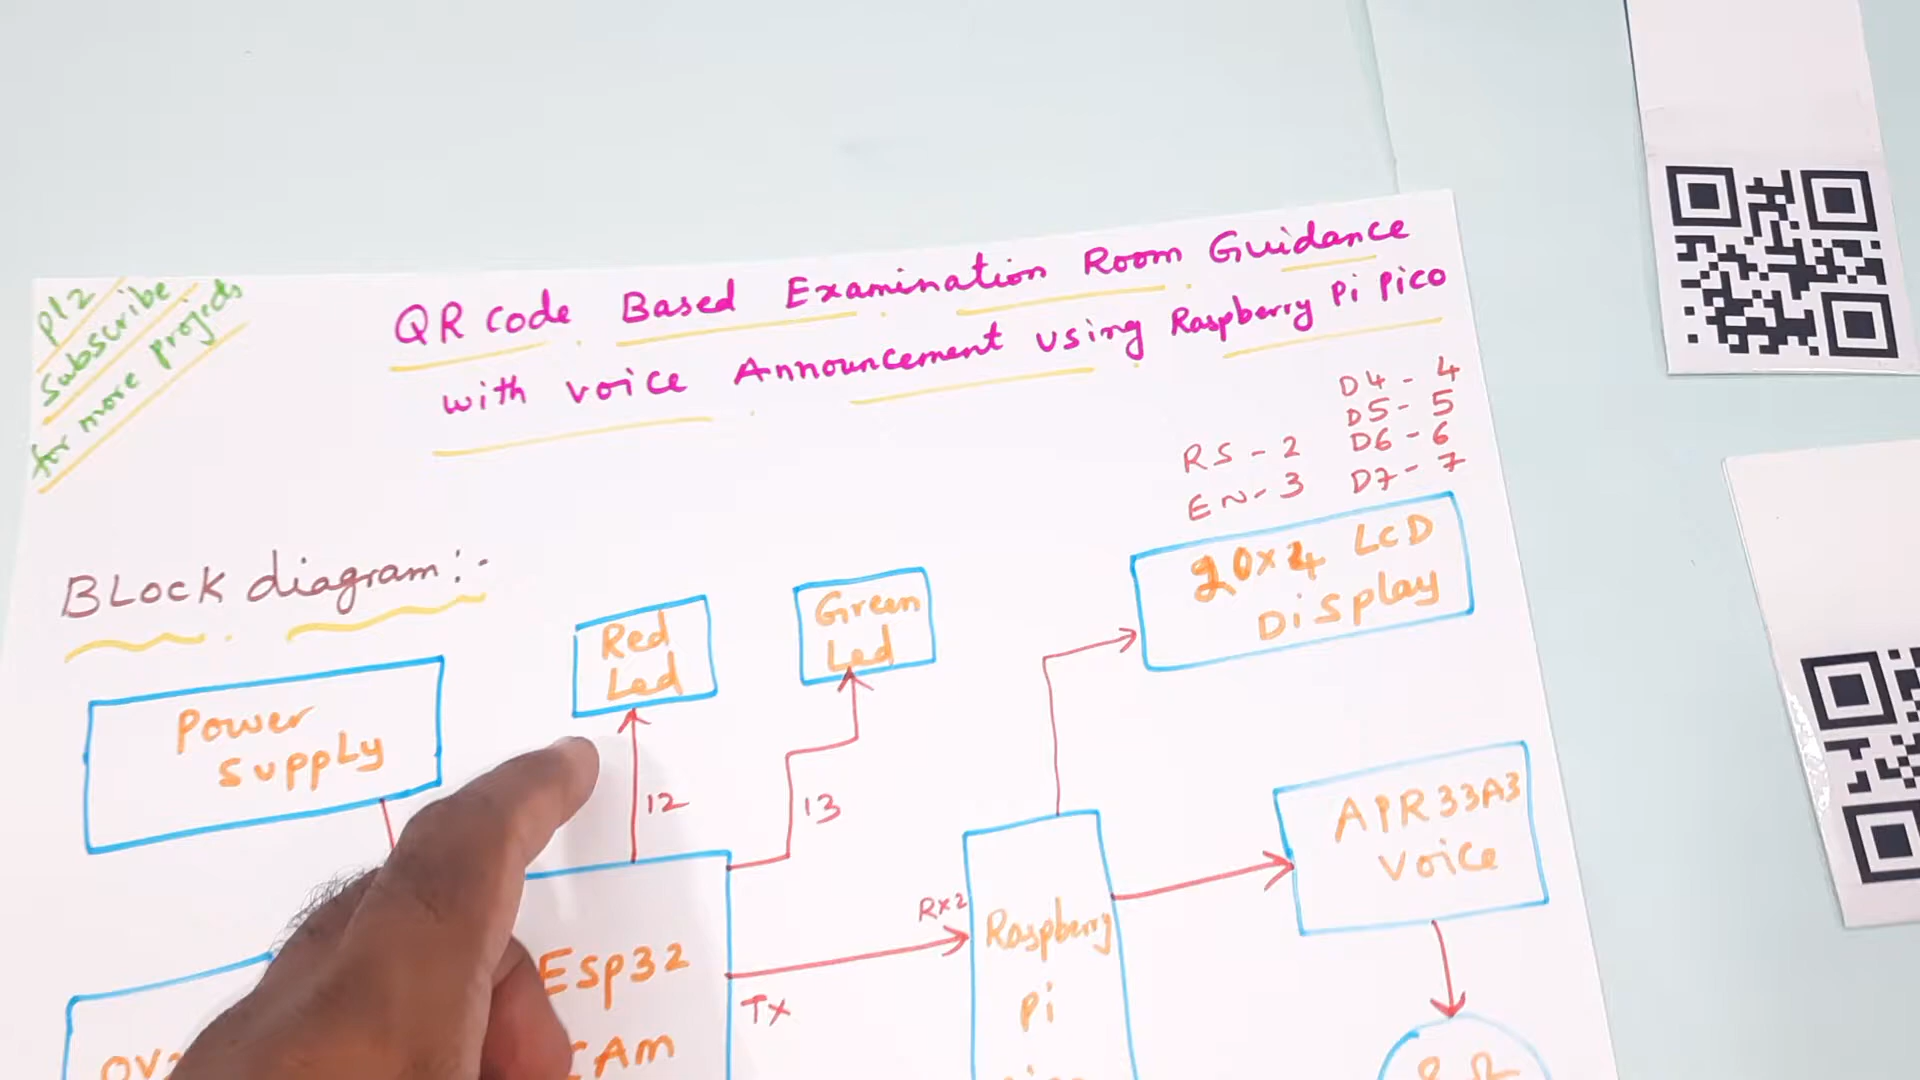 plz
Subscribe
for more projects
QR code Based Examination Room Guidance
with voice Announcement using Raspberry Pi Pico
D4 - 4
D5 - 5
RS - 2 D6 - 6
EN - 3 D7 - 7
BLock diagram:-
20x4 LCD
Display
Red
Led
Green
Led
Power
supply
12
13
APR33A3
voice
Rx2
Raspberry
Pi
Esp32
CAm
Tx
8Ω